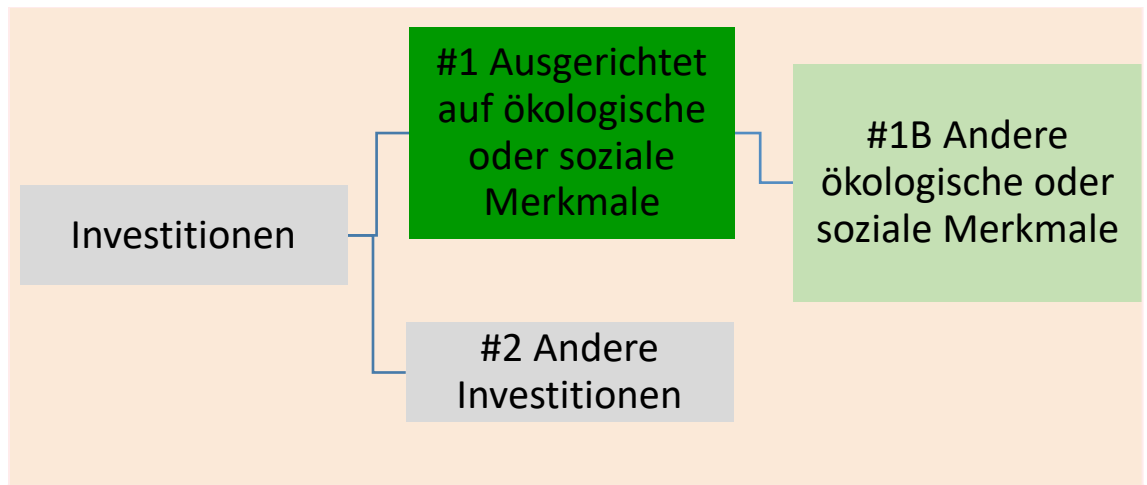 #1 Ausgerichtet
auf ökologische
oder soziale
Merkmale
#1B Andere
ökologische oder
soziale Merkmale
Investitionen
#2 Andere
Investitionen